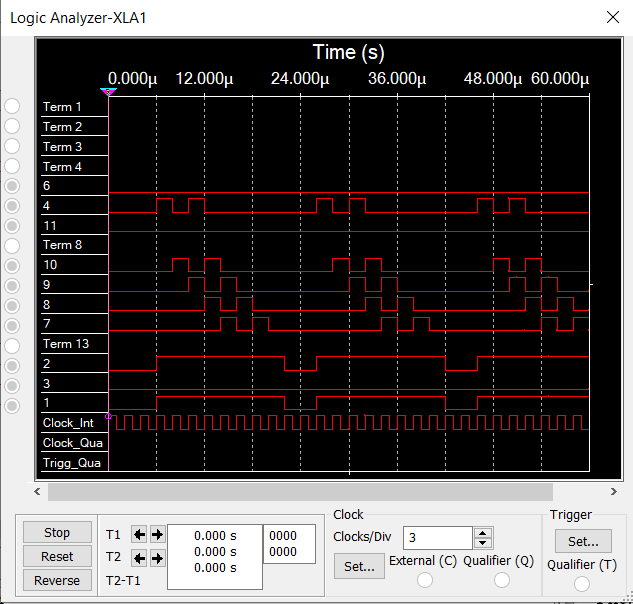 Logic Analyzer-XLA1
Time (s)
0.000µ 12.000µ 24.000µ 36.000µ 48.000µ 60.000µ
Term 1
Term 2
Term 3
Term 4
6
4
11
Term 8
10
9
8
7
Term 13
2
3
1
Clock_Int
Clock_Qua
Trigg_Qua
Stop
Reset
Reverse
T1
T2
T2-T1
0.000 s 0000
0.000 s 0000
0.000 s
Clock
Clocks/Div 3
Set...
External (C) Qualifier (Q)
Trigger
Set...
Qualifier (T)